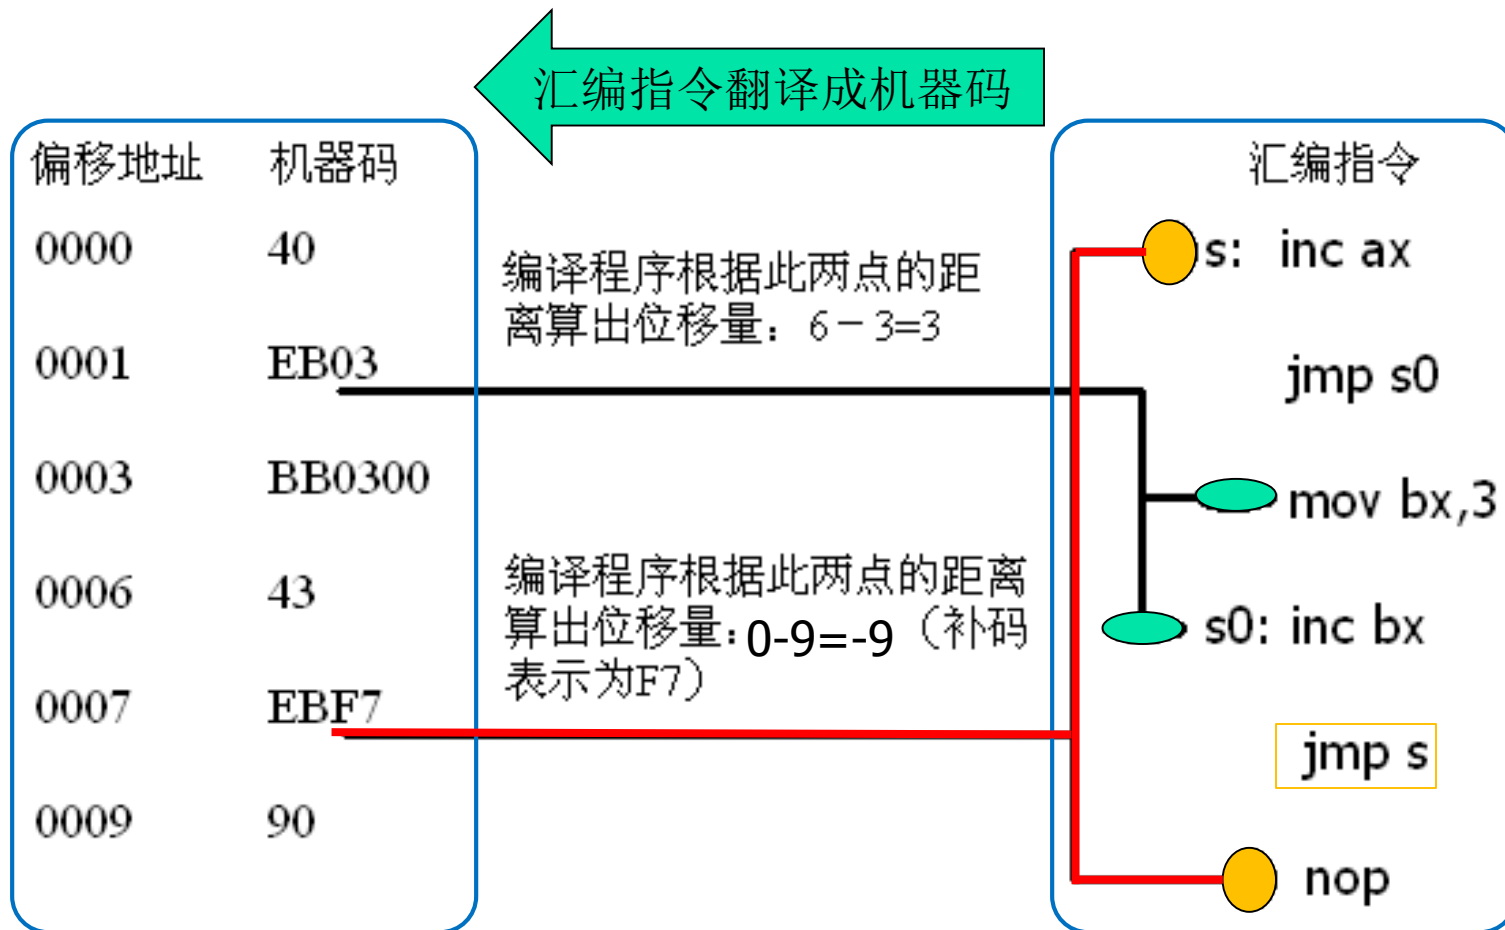 汇编指令翻译成机器码
偏移地址 机器码
0000 40
0001 EB03
0003 BB0300
0006 43
0007 EBF7
0009 90
编译程序根据此两点的距
离算出位移量：6－3=3
编译程序根据此两点的距离
算出位移量：0-9=-9（补码
表示为F7）
汇编指令
s: inc ax
jmp s0
mov bx,3
s0: inc bx
jmp s
nop